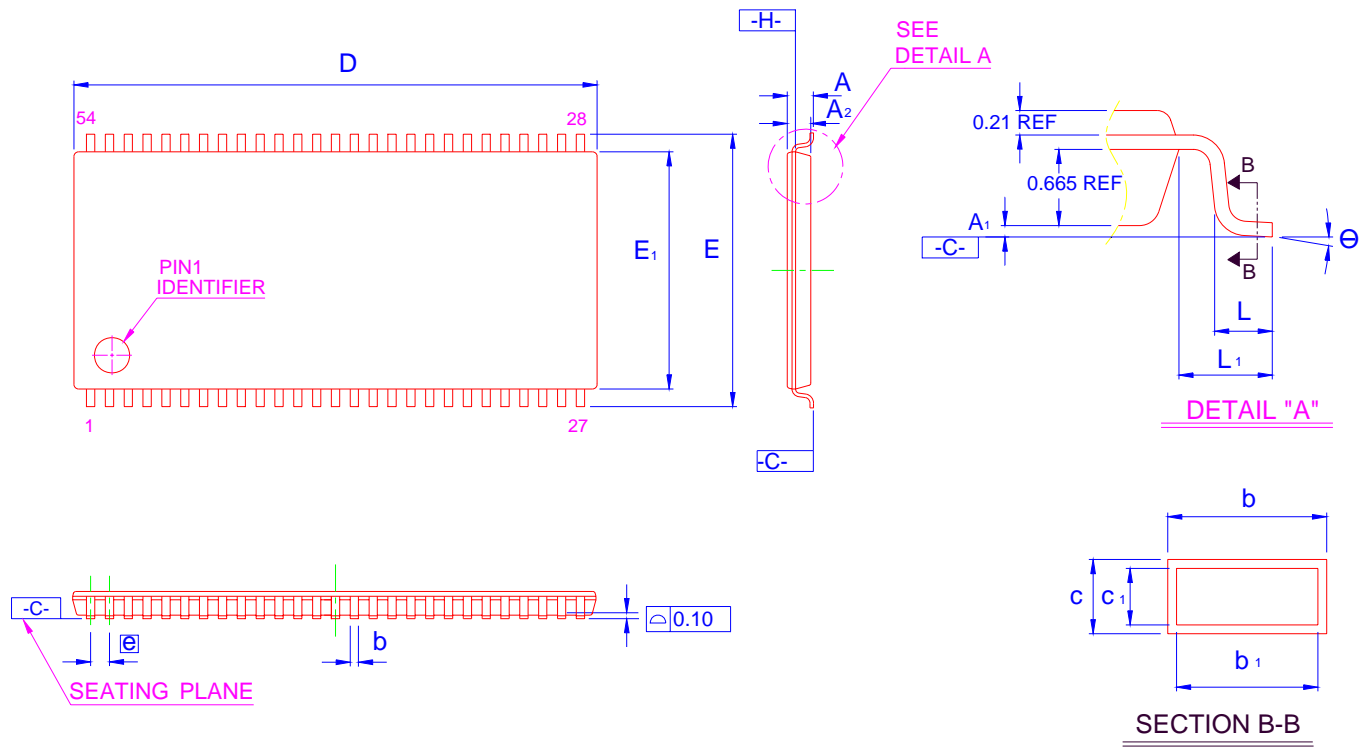 -H-
SEE
DETAIL A
D
A
A2
54
28
0.21 REF
B
0.665 REF
E1
E
A1
-C-
Θ
B
PIN1
IDENTIFIER
L
L1
DETAIL "A"
1
27
-C-
b
c
c1
-C-
0.10
e
b
b1
SEATING PLANE
SECTION B-B